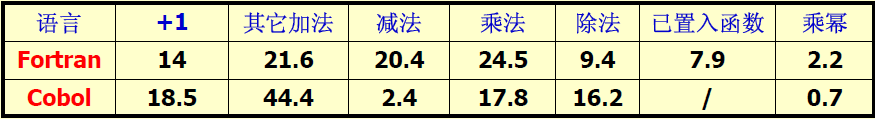 语言 +1 其它加法 减法 乘法 除法 已置入函数 乘幂
Fortran 14 21.6 20.4 24.5 9.4 7.9 2.2
Cobol 18.5 44.4 2.4 17.8 16.2 / 0.7